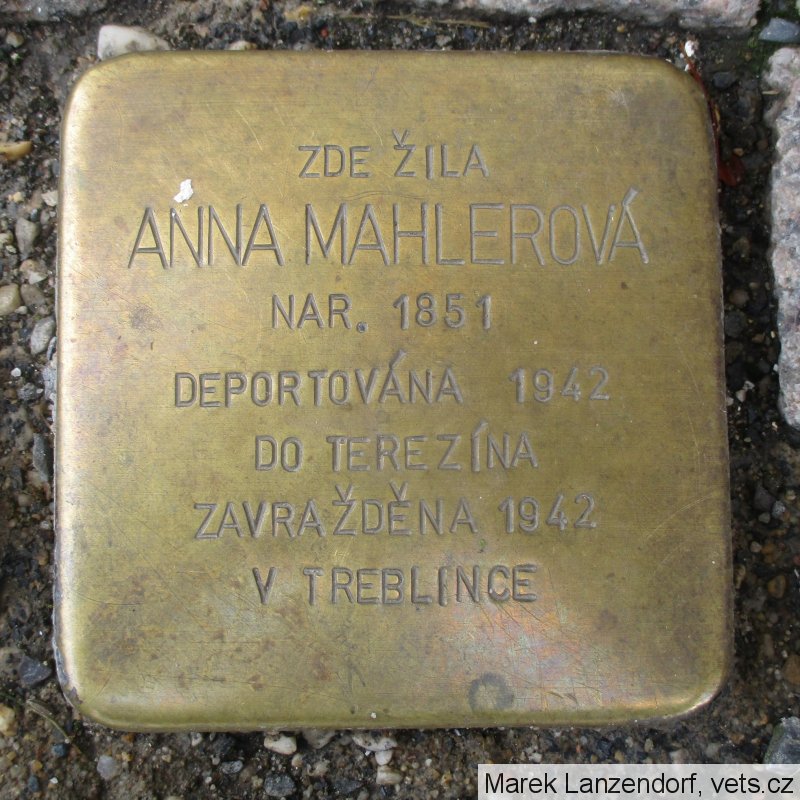 ZDE ŽILA
ANNA MAHLEROVÁ
NAR. 1851
DEPORTOVÁNA 1942
DO TEREZÍNA
ZAVRAŽDĚNA 1942
V TREBLINCE
Marek Lanzendorf, vets.cz